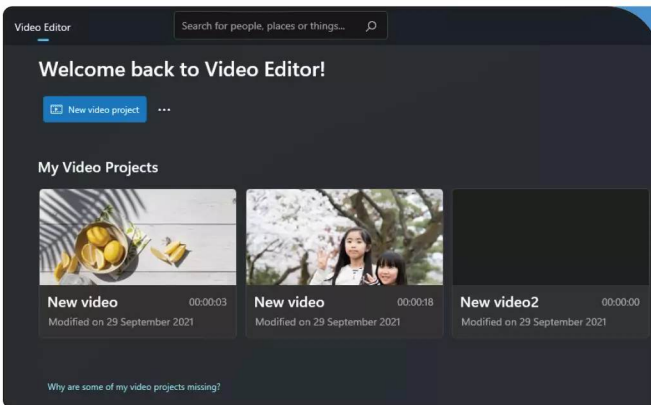 Video Editor
Search for people, places or things...
Welcome back to Video Editor!
New video project
My Video Projects
New video 00:00:03
Modified on 29 September 2021
New video 00:00:18
Modified on 29 September 2021
New video2 00:00:00
Modified on 29 September 2021
Why are some of my video projects missing?